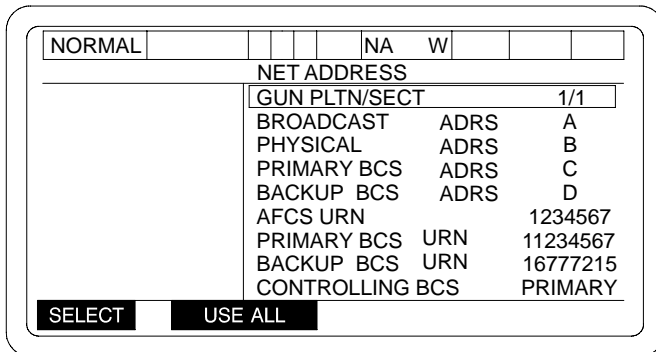 NORMAL NA W
NET ADDRESS
GUN PLTN/SECT 1/1
BROADCAST ADRS A
PHYSICAL ADRS B
PRIMARY BCS ADRS C
BACKUP BCS ADRS D
AFCS URN 1234567
PRIMARY BCS URN 11234567
BACKUP BCS URN 16777215
CONTROLLING BCS PRIMARY
SELECT USE ALL